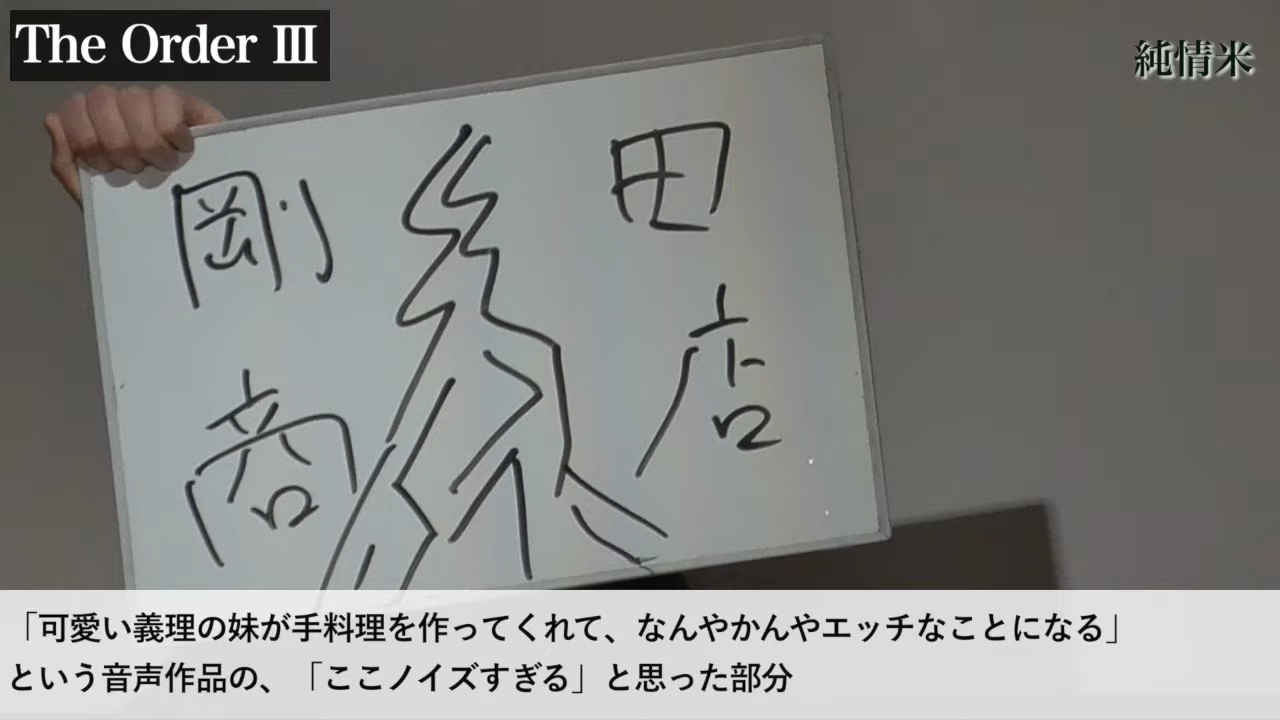 The Order Ⅲ
純情米
剛田
商店
「可愛い義理の妹が手料理を作ってくれて、なんやかんやエッチなことになる」
という音声作品の、「ここノイズすぎる」と思った部分